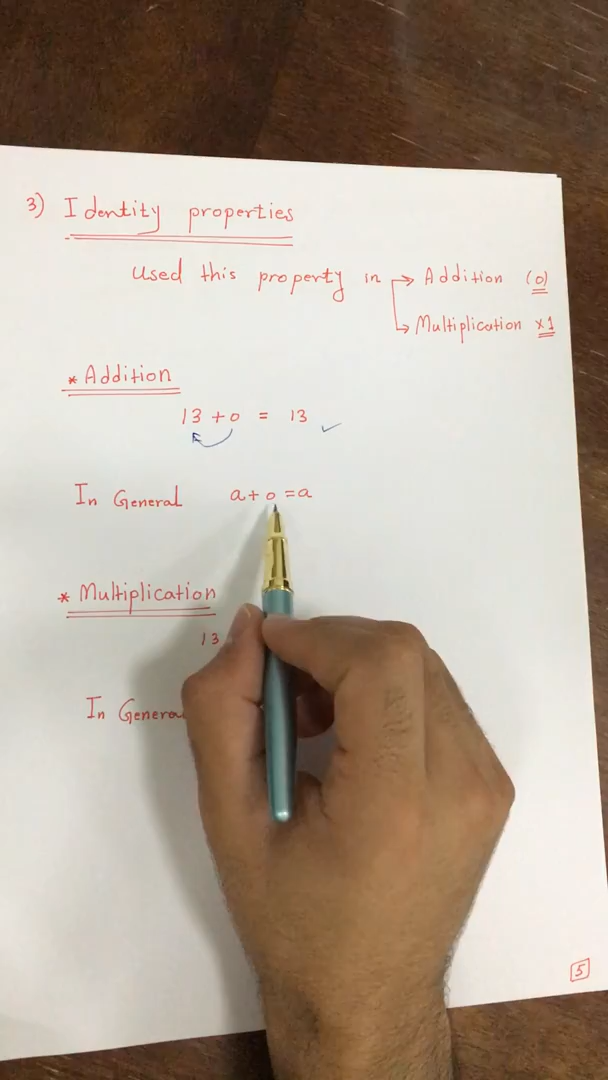 3) Identity properties
Used this property in → Addition (0)
↳ Multiplication x1
* Addition
13 + 0 = 13 ✓
In General a + 0 = a
* Multiplication
13
In General
5